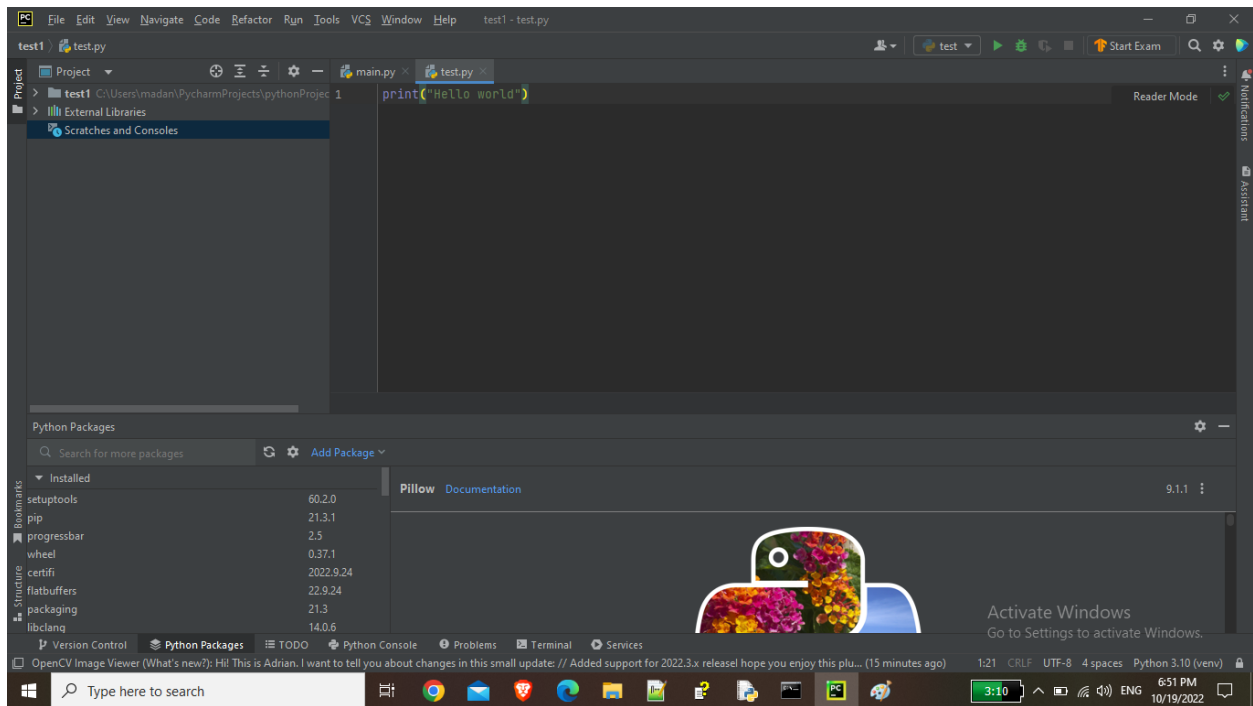 PC File Edit View Navigate Code Refactor Run Tools VCS Window Help test1 - test.py
test1 test.py test Start Exam
Project main.py test.py
Project
test1 C:\Users\madan\PycharmProjects\pythonProjec
External Libraries
Scratches and Consoles
1 print("Hello world")
Reader Mode
Notifications
Assistant
Python Packages
Search for more packages Add Package
Installed
setuptools 60.2.0
pip 21.3.1
progressbar 2.5
wheel 0.37.1
certifi 2022.9.24
flatbuffers 22.9.24
packaging 21.3
libclang 14.0.6
Pillow Documentation 9.1.1
Bookmarks
Structure
Activate Windows
Go to Settings to activate Windows.
Version Control Python Packages TODO Python Console Problems Terminal Services
OpenCV Image Viewer (What's new?): Hi! This is Adrian. I want to tell you about changes in this small update: // Added support for 2022.3.x releaseI hope you enjoy this plu... (15 minutes ago) 1:21 CRLF UTF-8 4 spaces Python 3.10 (venv)
Type here to search PC 3:10 ENG 6:51 PM
10/19/2022